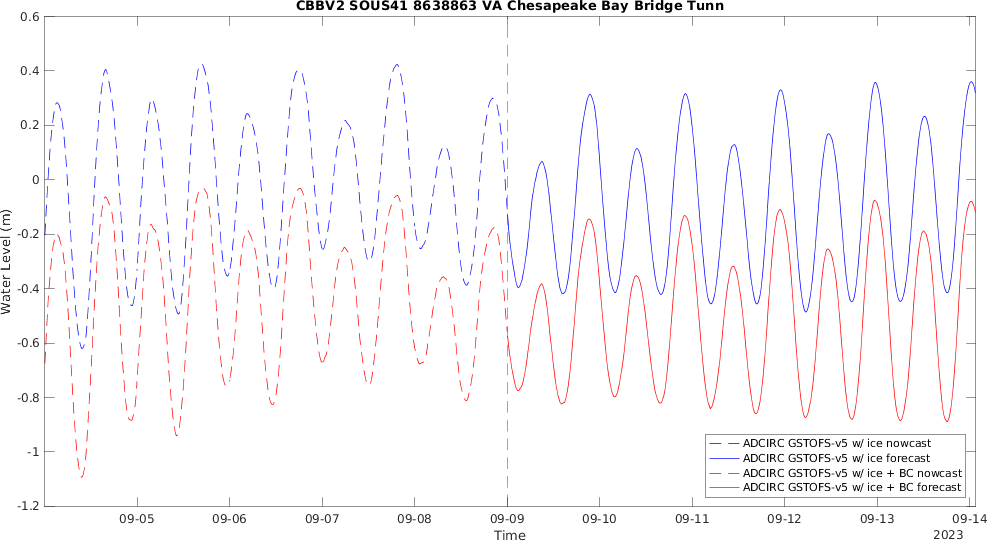 CBBV2 SOUS41 8638863 VA Chesapeake Bay Bridge Tunn
0.6
0.4
0.2
0
-0.2
-0.4
-0.6
-0.8
-1
-1.2
Water Level (m)
ADCIRC GSTOFS-v5 w/ ice nowcast
ADCIRC GSTOFS-v5 w/ ice forecast
ADCIRC GSTOFS-v5 w/ ice + BC nowcast
ADCIRC GSTOFS-v5 w/ ice + BC forecast
09-05 09-06 09-07 09-08 09-09 09-10 09-11 09-12 09-13 09-14
Time
2023